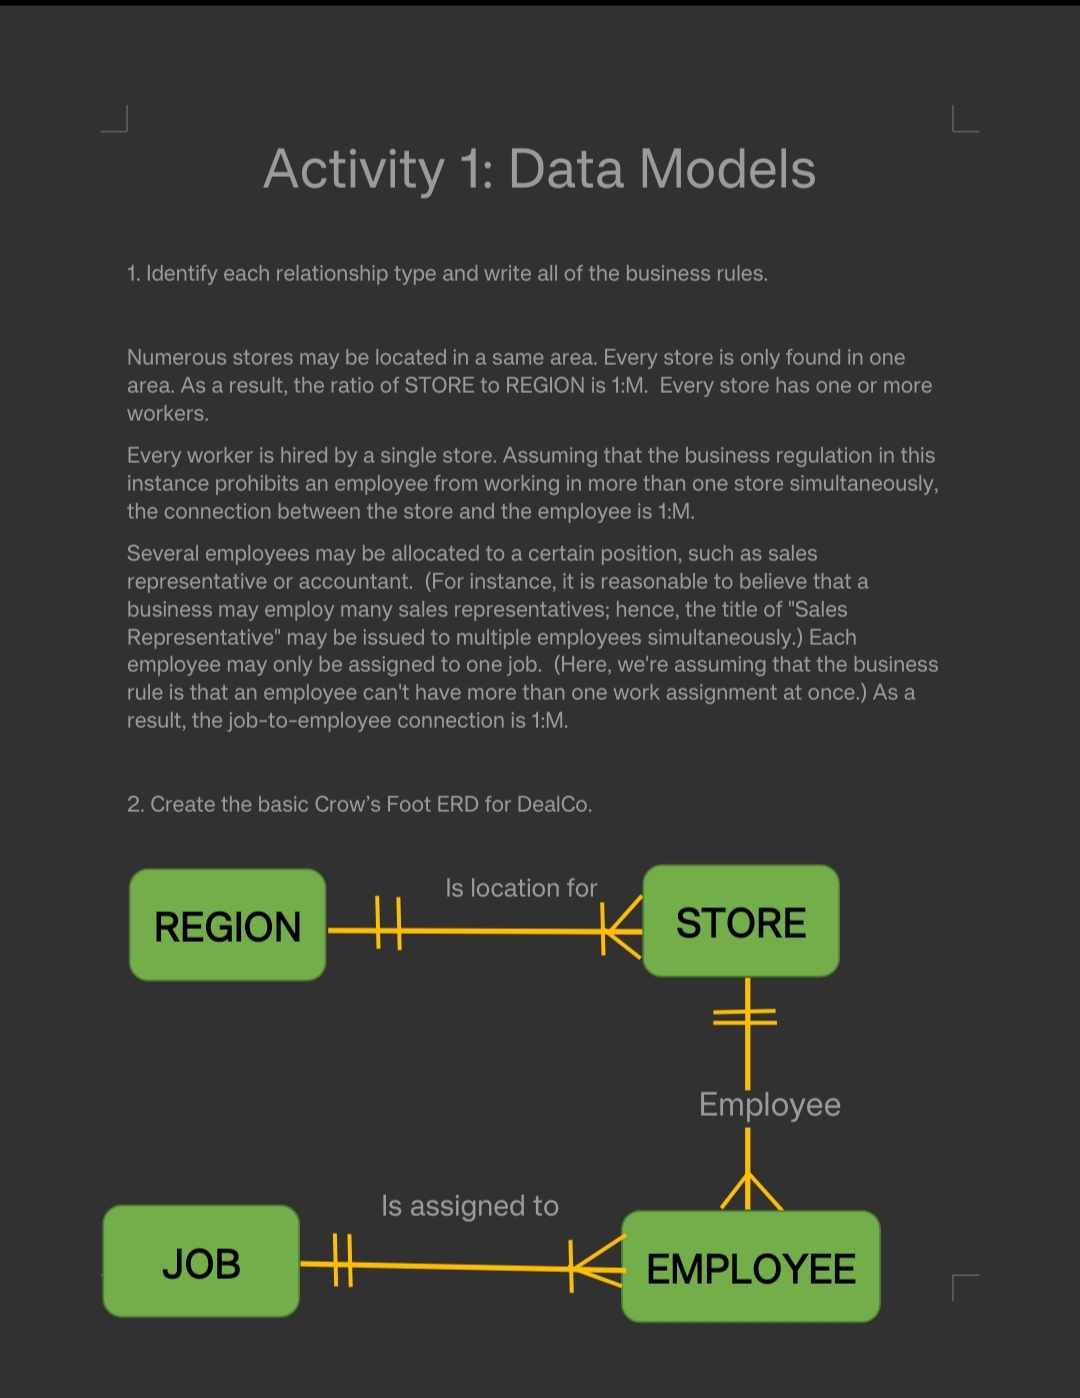 Activity 1: Data Models
1. Identify each relationship type and write all of the business rules.
Numerous stores may be located in a same area. Every store is only found in one
area. As a result, the ratio of STORE to REGION is 1:M.  Every store has one or more
workers.
Every worker is hired by a single store. Assuming that the business regulation in this
instance prohibits an employee from working in more than one store simultaneously,
the connection between the store and the employee is 1:M.
Several employees may be allocated to a certain position, such as sales
representative or accountant.  (For instance, it is reasonable to believe that a
business may employ many sales representatives; hence, the title of "Sales
Representative" may be issued to multiple employees simultaneously.) Each
employee may only be assigned to one job.  (Here, we're assuming that the business
rule is that an employee can't have more than one work assignment at once.) As a
result, the job-to-employee connection is 1:M.
2. Create the basic Crow’s Foot ERD for DealCo.
Is location for
REGION
STORE
Employee
Is assigned to
JOB
EMPLOYEE